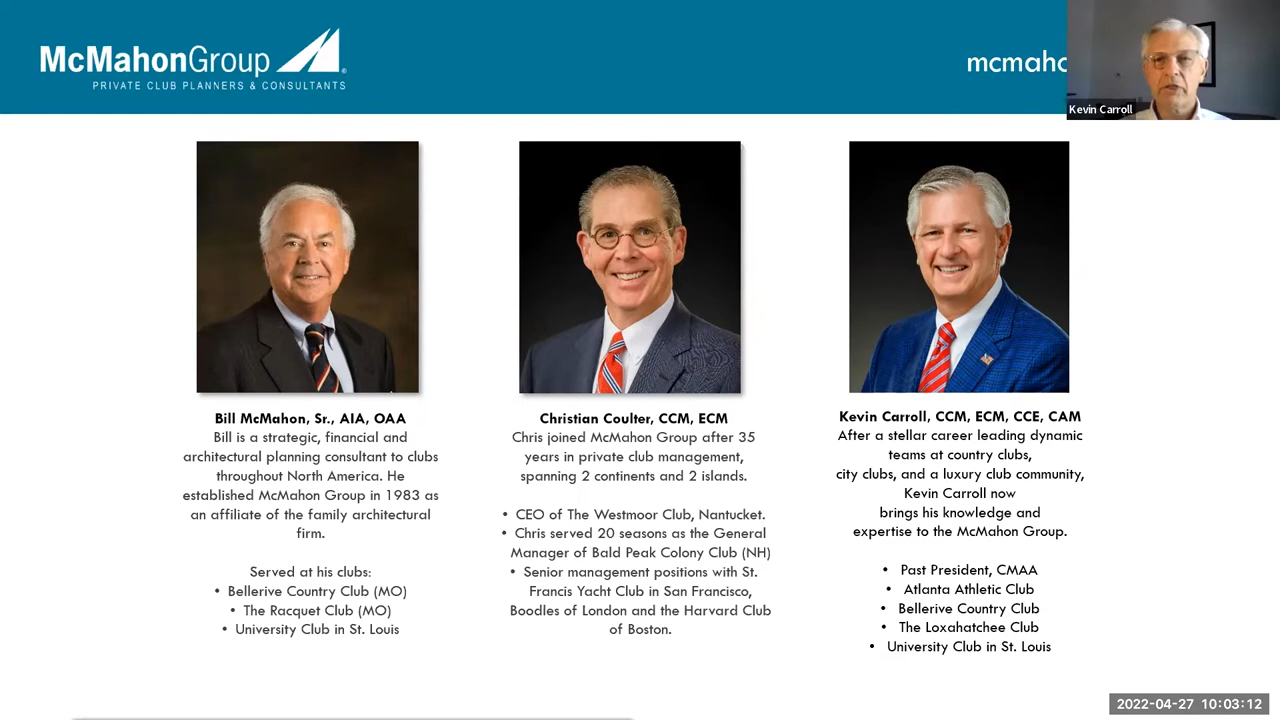 McMahonGroup
PRIVATE CLUB PLANNERS & CONSULTANTS
mcmaho
Kevin Carroll
Bill McMahon, Sr., AIA, OAA
Bill is a strategic, financial and
architectural planning consultant to clubs
throughout North America. He
established McMahon Group in 1983 as
an affiliate of the family architectural
firm.
Served at his clubs:
• Bellerive Country Club (MO)
• The Racquet Club (MO)
• University Club in St. Louis
Christian Coulter, CCM, ECM
Chris joined McMahon Group after 35
years in private club management,
spanning 2 continents and 2 islands.
• CEO of The Westmoor Club, Nantucket.
• Chris served 20 seasons as the General
Manager of Bald Peak Colony Club (NH)
• Senior management positions with St.
Francis Yacht Club in San Francisco,
Boodles of London and the Harvard Club
of Boston.
Kevin Carroll, CCM, ECM, CCE, CAM
After a stellar career leading dynamic
teams at country clubs,
city clubs, and a luxury club community,
Kevin Carroll now
brings his knowledge and
expertise to the McMahon Group.
• Past President, CMAA
• Atlanta Athletic Club
• Bellerive Country Club
• The Loxahatchee Club
• University Club in St. Louis
2022-04-27 10:03:12